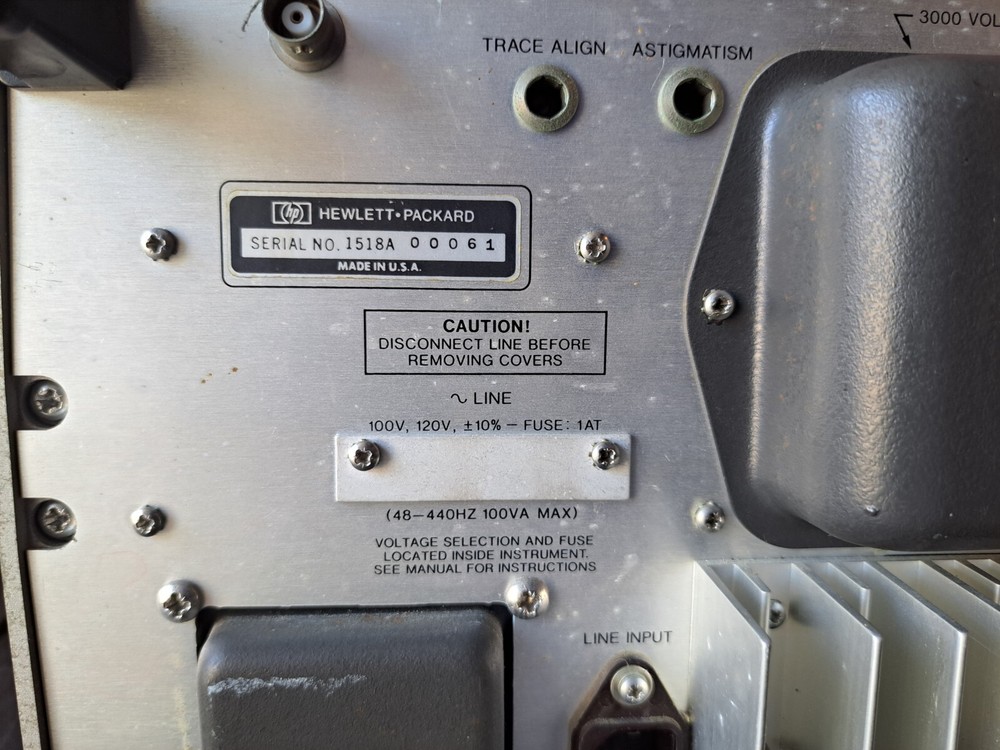 3000 VOL
TRACE ALIGN ASTIGMATISM
hp HEWLETT•PACKARD
SERIAL NO. 1518A 00061
MADE IN U.S.A.
CAUTION!
DISCONNECT LINE BEFORE
REMOVING COVERS
∿ LINE
100V, 120V, ±10% – FUSE: 1AT
(48–440HZ 100VA MAX)
VOLTAGE SELECTION AND FUSE
LOCATED INSIDE INSTRUMENT.
SEE MANUAL FOR INSTRUCTIONS
LINE INPUT